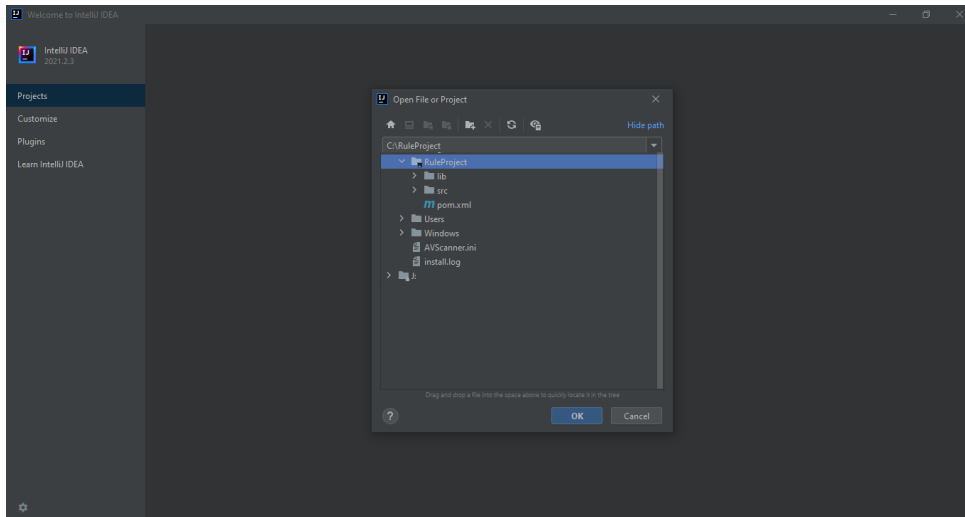 Welcome to IntelliJ IDEA
IntelliJ IDEA
2021.2.3
Projects
Customize
Plugins
Learn IntelliJ IDEA
Open File or Project
Hide path
C:\RuleProject
RuleProject
lib
src
pom.xml
Users
Windows
AVScanner.ini
install.log
J:
Drag and drop a file into the space above to quickly locate it in the tree
?
OK
Cancel